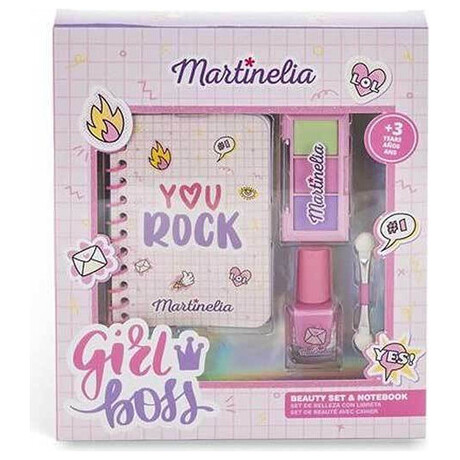 Martinelia
LOL
+3
YEARS
AÑOS
ANS
#1
YOU
ROCK
LOL
Martinelia
Martinelia
#1
YES!
Girl
boss
BEAUTY SET & NOTEBOOK
SET DE BELLEZA CON LIBRETA
SET DE BEAUTÉ AVEC CAHIER